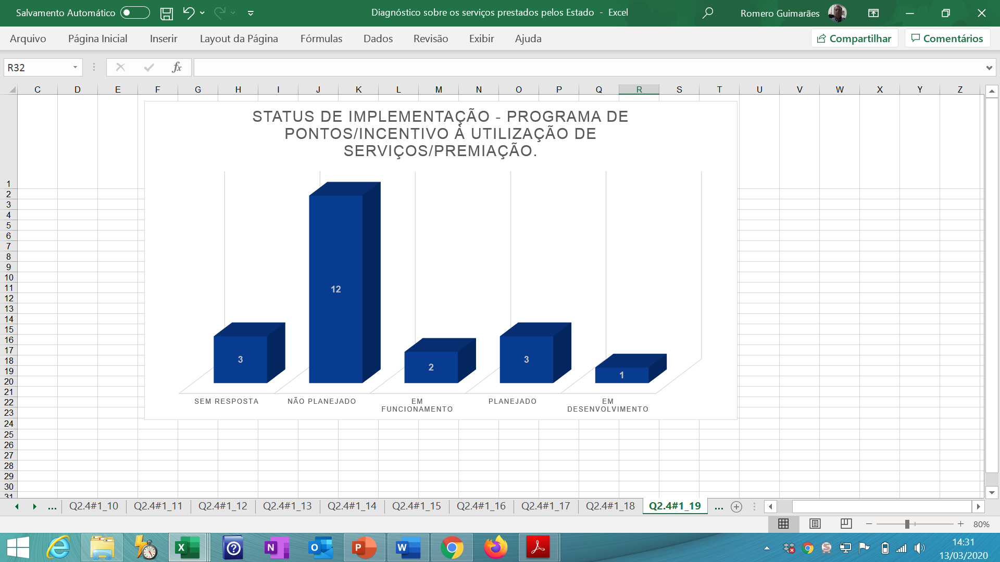 Salvamento Automático
Diagnóstico sobre os serviços prestados pelos Estado - Excel
Romero Guimarães
Arquivo Página Inicial Inserir Layout da Página Fórmulas Dados Revisão Exibir Ajuda
Compartilhar Comentários
R32
fx
C D E F G H I J K L M N O P Q R S T U V W X Y Z
STATUS DE IMPLEMENTAÇÃO - PROGRAMA DE
PONTOS/INCENTIVO À UTILIZAÇÃO DE
SERVIÇOS/PREMIAÇÃO.
1
2
3
4
5
6
7
8
9
10
11
12
13
14
15
16
17
18
19
20
21
22
23
24
25
26
27
28
29
30
31
12
3
2
3
1
SEM RESPOSTA
NÃO PLANEJADO
EM
FUNCIONAMENTO
PLANEJADO
EM
DESENVOLVIMENTO
... Q2.4#1_10 Q2.4#1_11 Q2.4#1_12 Q2.4#1_13 Q2.4#1_14 Q2.4#1_15 Q2.4#1_16 Q2.4#1_17 Q2.4#1_18 Q2.4#1_19 ...
80%
14:31
13/03/2020